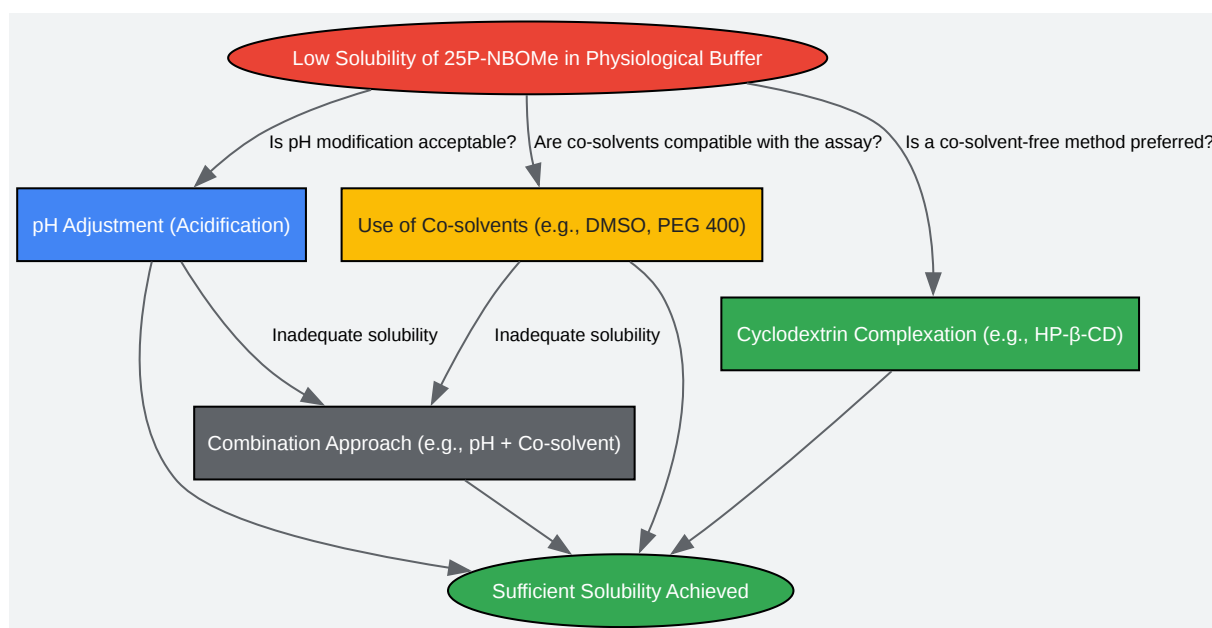 Low Solubility of 25P-NBOMe in Physiological Buffer
Is pH modification acceptable?
Are co-solvents compatible with the assay?
Is a co-solvent-free method preferred?
pH Adjustment (Acidification)
Use of Co-solvents (e.g., DMSO, PEG 400)
Cyclodextrin Complexation (e.g., HP-β-CD)
Inadequate solubility
Inadequate solubility
Combination Approach (e.g., pH + Co-solvent)
Sufficient Solubility Achieved